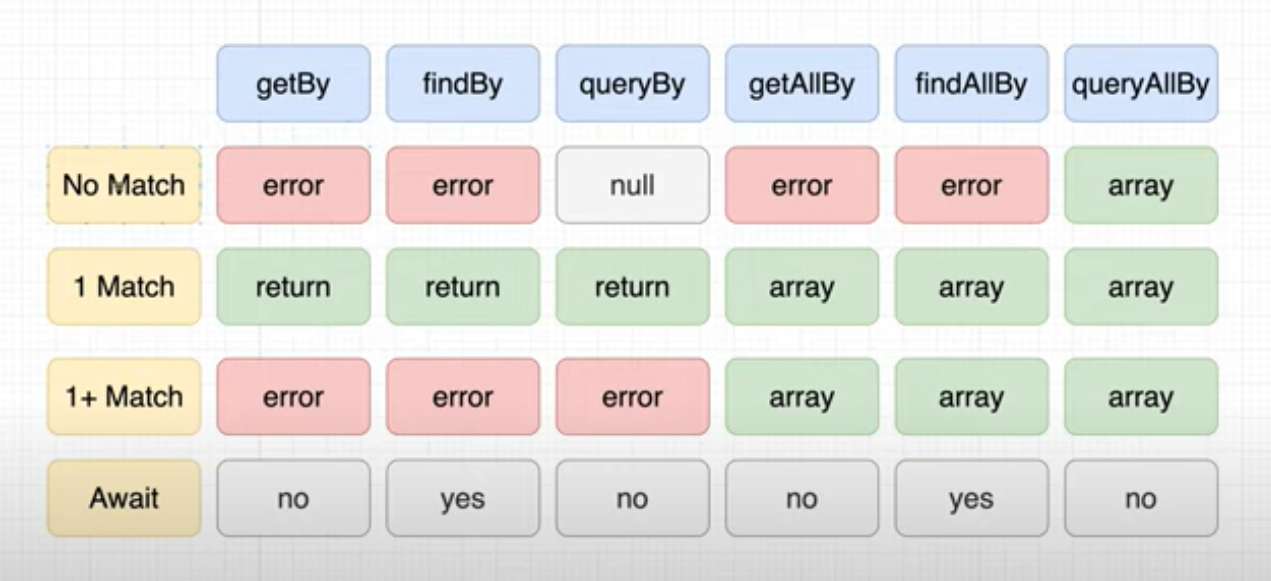 getBy findBy queryBy getAllBy findAllBy queryAllBy
No Match error error null error error array
1 Match return return return array array array
1+ Match error error error array array array
Await no yes no no yes no